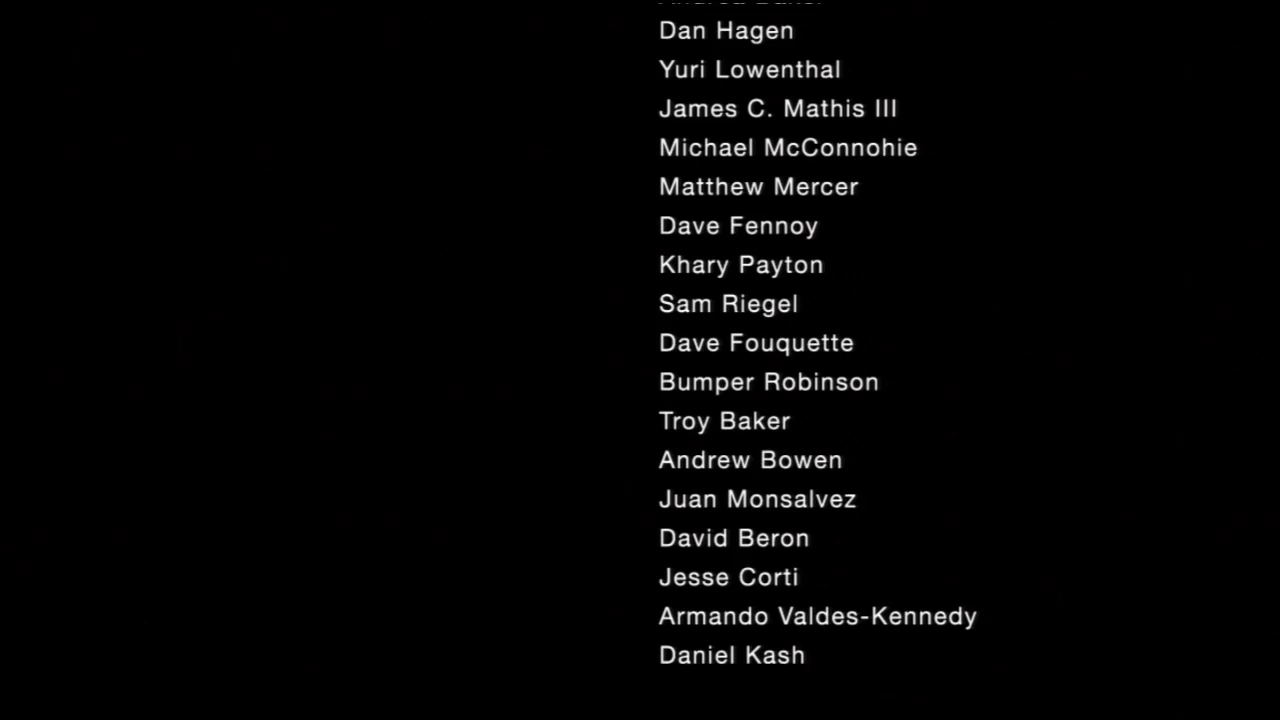 Dan Hagen
Yuri Lowenthal
James C. Mathis III
Michael McConnohie
Matthew Mercer
Dave Fennoy
Khary Payton
Sam Riegel
Dave Fouquette
Bumper Robinson
Troy Baker
Andrew Bowen
Juan Monsalvez
David Beron
Jesse Corti
Armando Valdes-Kennedy
Daniel Kash